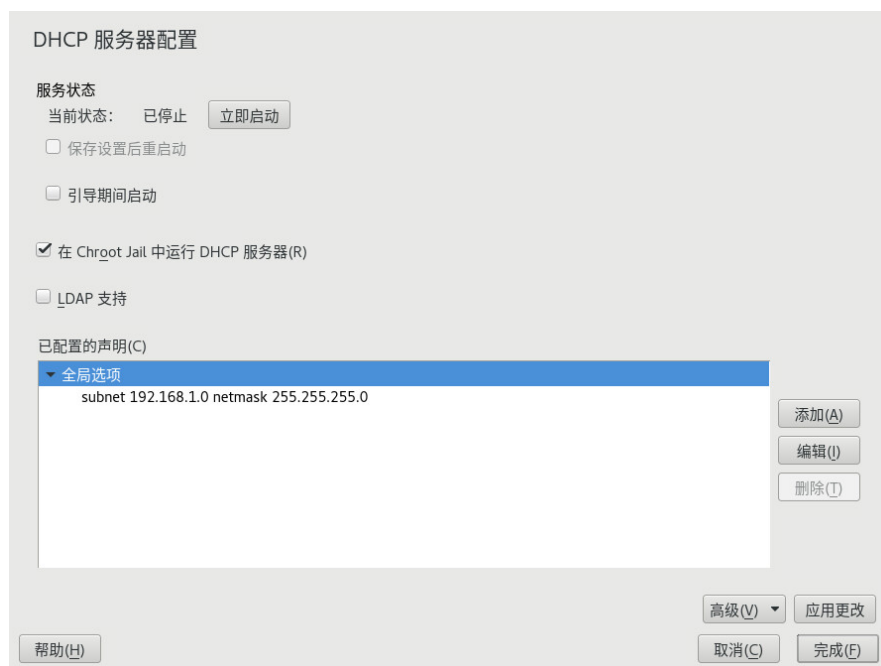 DHCP 服务器配置
服务状态
当前状态: 已停止 立即启动
保存设置后重启动
引导期间启动
在 Chroot Jail 中运行 DHCP 服务器(R)
LDAP 支持
已配置的声明(C)
全局选项
subnet 192.168.1.0 netmask 255.255.255.0
添加(A)
编辑(I)
删除(T)
高级(V) 应用更改
帮助(H) 取消(C) 完成(F)